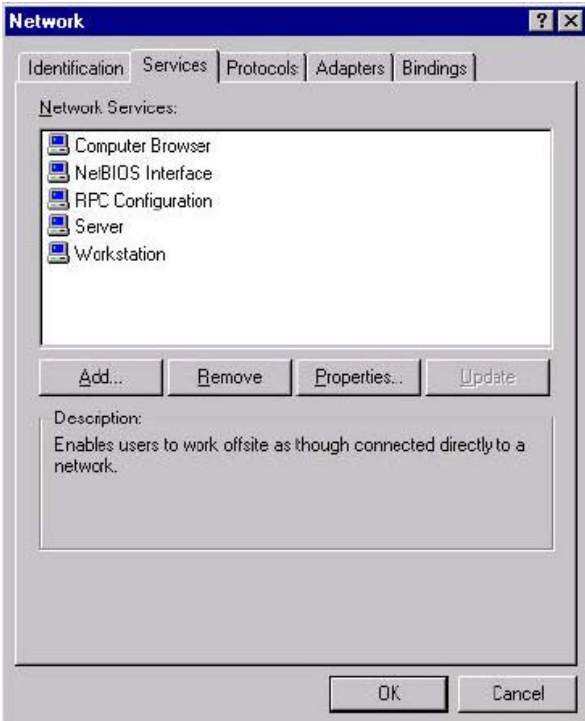 Network
Identification Services Protocols Adapters Bindings
Network Services:
Computer Browser
NetBIOS Interface
RPC Configuration
Server
Workstation
Add... Remove Properties... Update
Description:
Enables users to work offsite as though connected directly to a
network.
OK Cancel